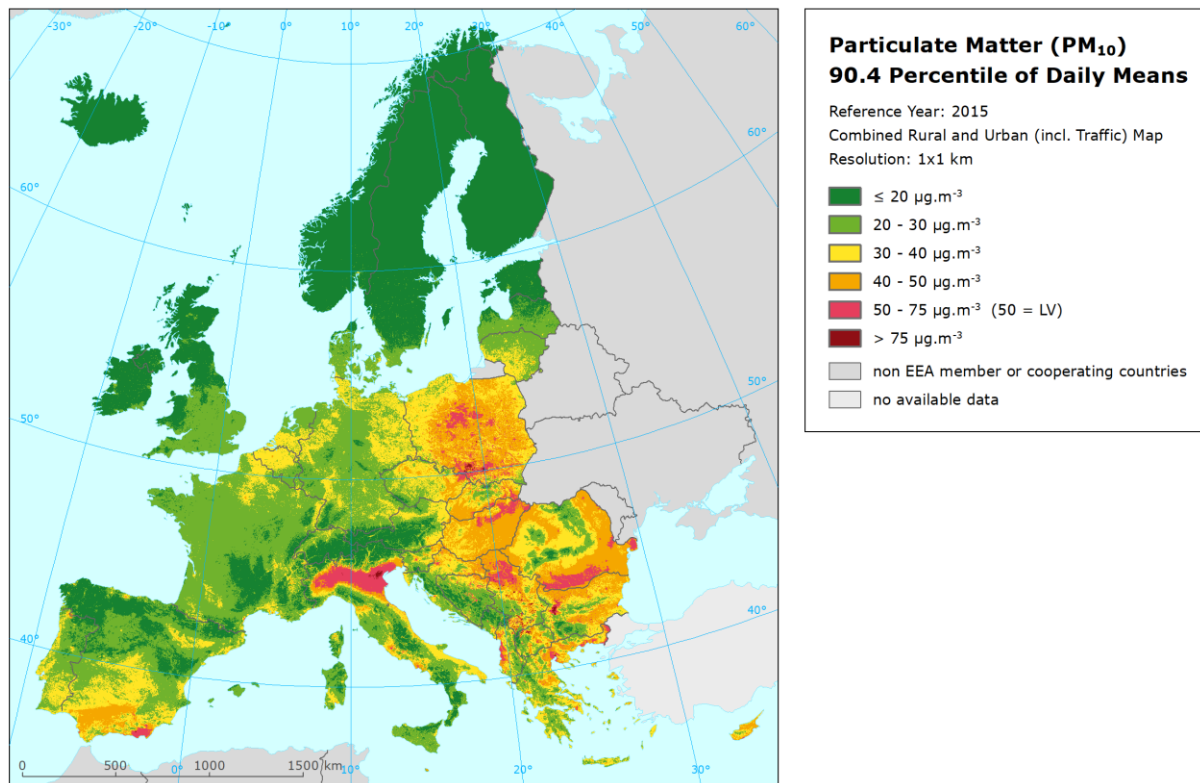 -30° -20° -10° 0° 10° 20° 30° 40° 50° 60°
60°
60°
50°
50°
40°
40°
0 500 1000 1500 km
0° 10° 20° 30°
Particulate Matter (PM₁₀)
90.4 Percentile of Daily Means
Reference Year: 2015
Combined Rural and Urban (incl. Traffic) Map
Resolution: 1x1 km
≤ 20 µg.m⁻³
20 - 30 µg.m⁻³
30 - 40 µg.m⁻³
40 - 50 µg.m⁻³
50 - 75 µg.m⁻³ (50 = LV)
> 75 µg.m⁻³
non EEA member or cooperating countries
no available data